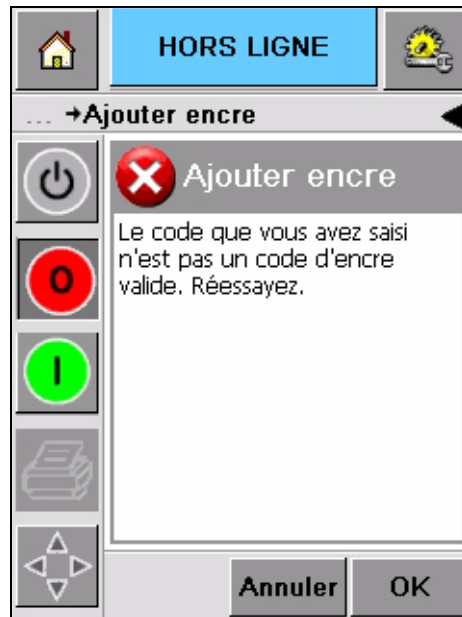 HORS LIGNE
... →Ajouter encre
Ajouter encre
Le code que vous avez saisi
n'est pas un code d'encre
valide. Réessayez.
O
I
Annuler
OK